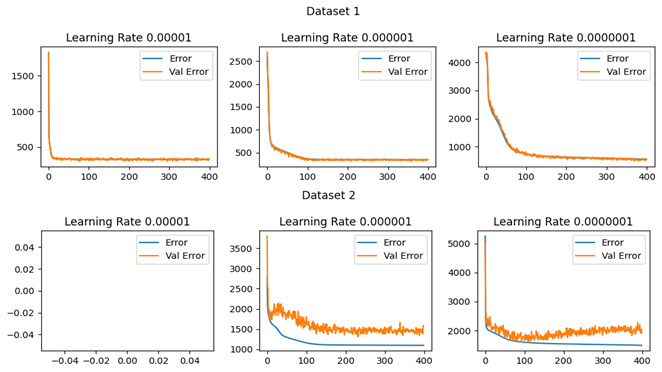 Dataset 1
Learning Rate 0.00001
Error
Val Error
1500
1000
500
0 100 200 300 400
Learning Rate 0.000001
Error
Val Error
2500
2000
1500
1000
500
0 100 200 300 400
Learning Rate 0.0000001
Error
Val Error
4000
3000
2000
1000
0 100 200 300 400
Dataset 2
Learning Rate 0.00001
Error
Val Error
0.04
0.02
0.00
−0.02
−0.04
−0.04 −0.02 0.00 0.02 0.04
Learning Rate 0.000001
Error
Val Error
3500
3000
2500
2000
1500
1000
0 100 200 300 400
Learning Rate 0.0000001
Error
Val Error
5000
4000
3000
2000
0 100 200 300 400